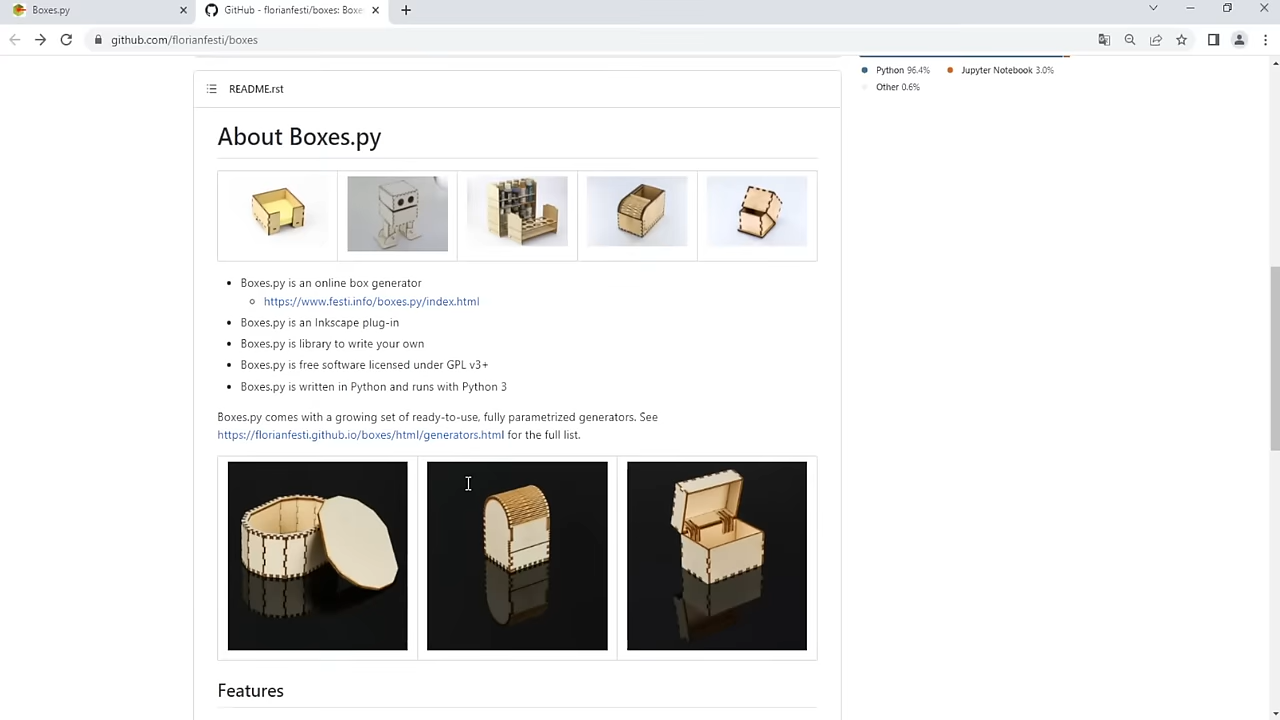 Boxes.py
GitHub - florianfesti/boxes: Boxe
github.com/florianfesti/boxes
Python 96.4% Jupyter Notebook 3.0%
Other 0.6%
README.rst
About Boxes.py
Boxes.py is an online box generator
https://www.festi.info/boxes.py/index.html
Boxes.py is an Inkscape plug-in
Boxes.py is library to write your own
Boxes.py is free software licensed under GPL v3+
Boxes.py is written in Python and runs with Python 3
Boxes.py comes with a growing set of ready-to-use, fully parametrized generators. See
https://florianfesti.github.io/boxes/html/generators.html for the full list.
Features